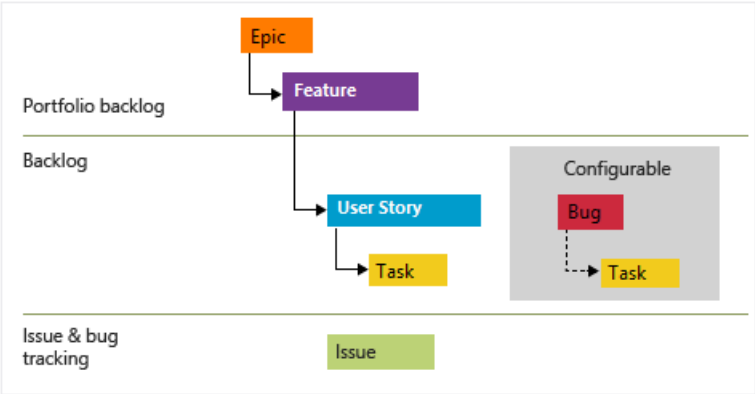 Epic
Feature
Portfolio backlog
Backlog
Configurable
User Story
Bug
Task
Task
Issue & bug
tracking
Issue